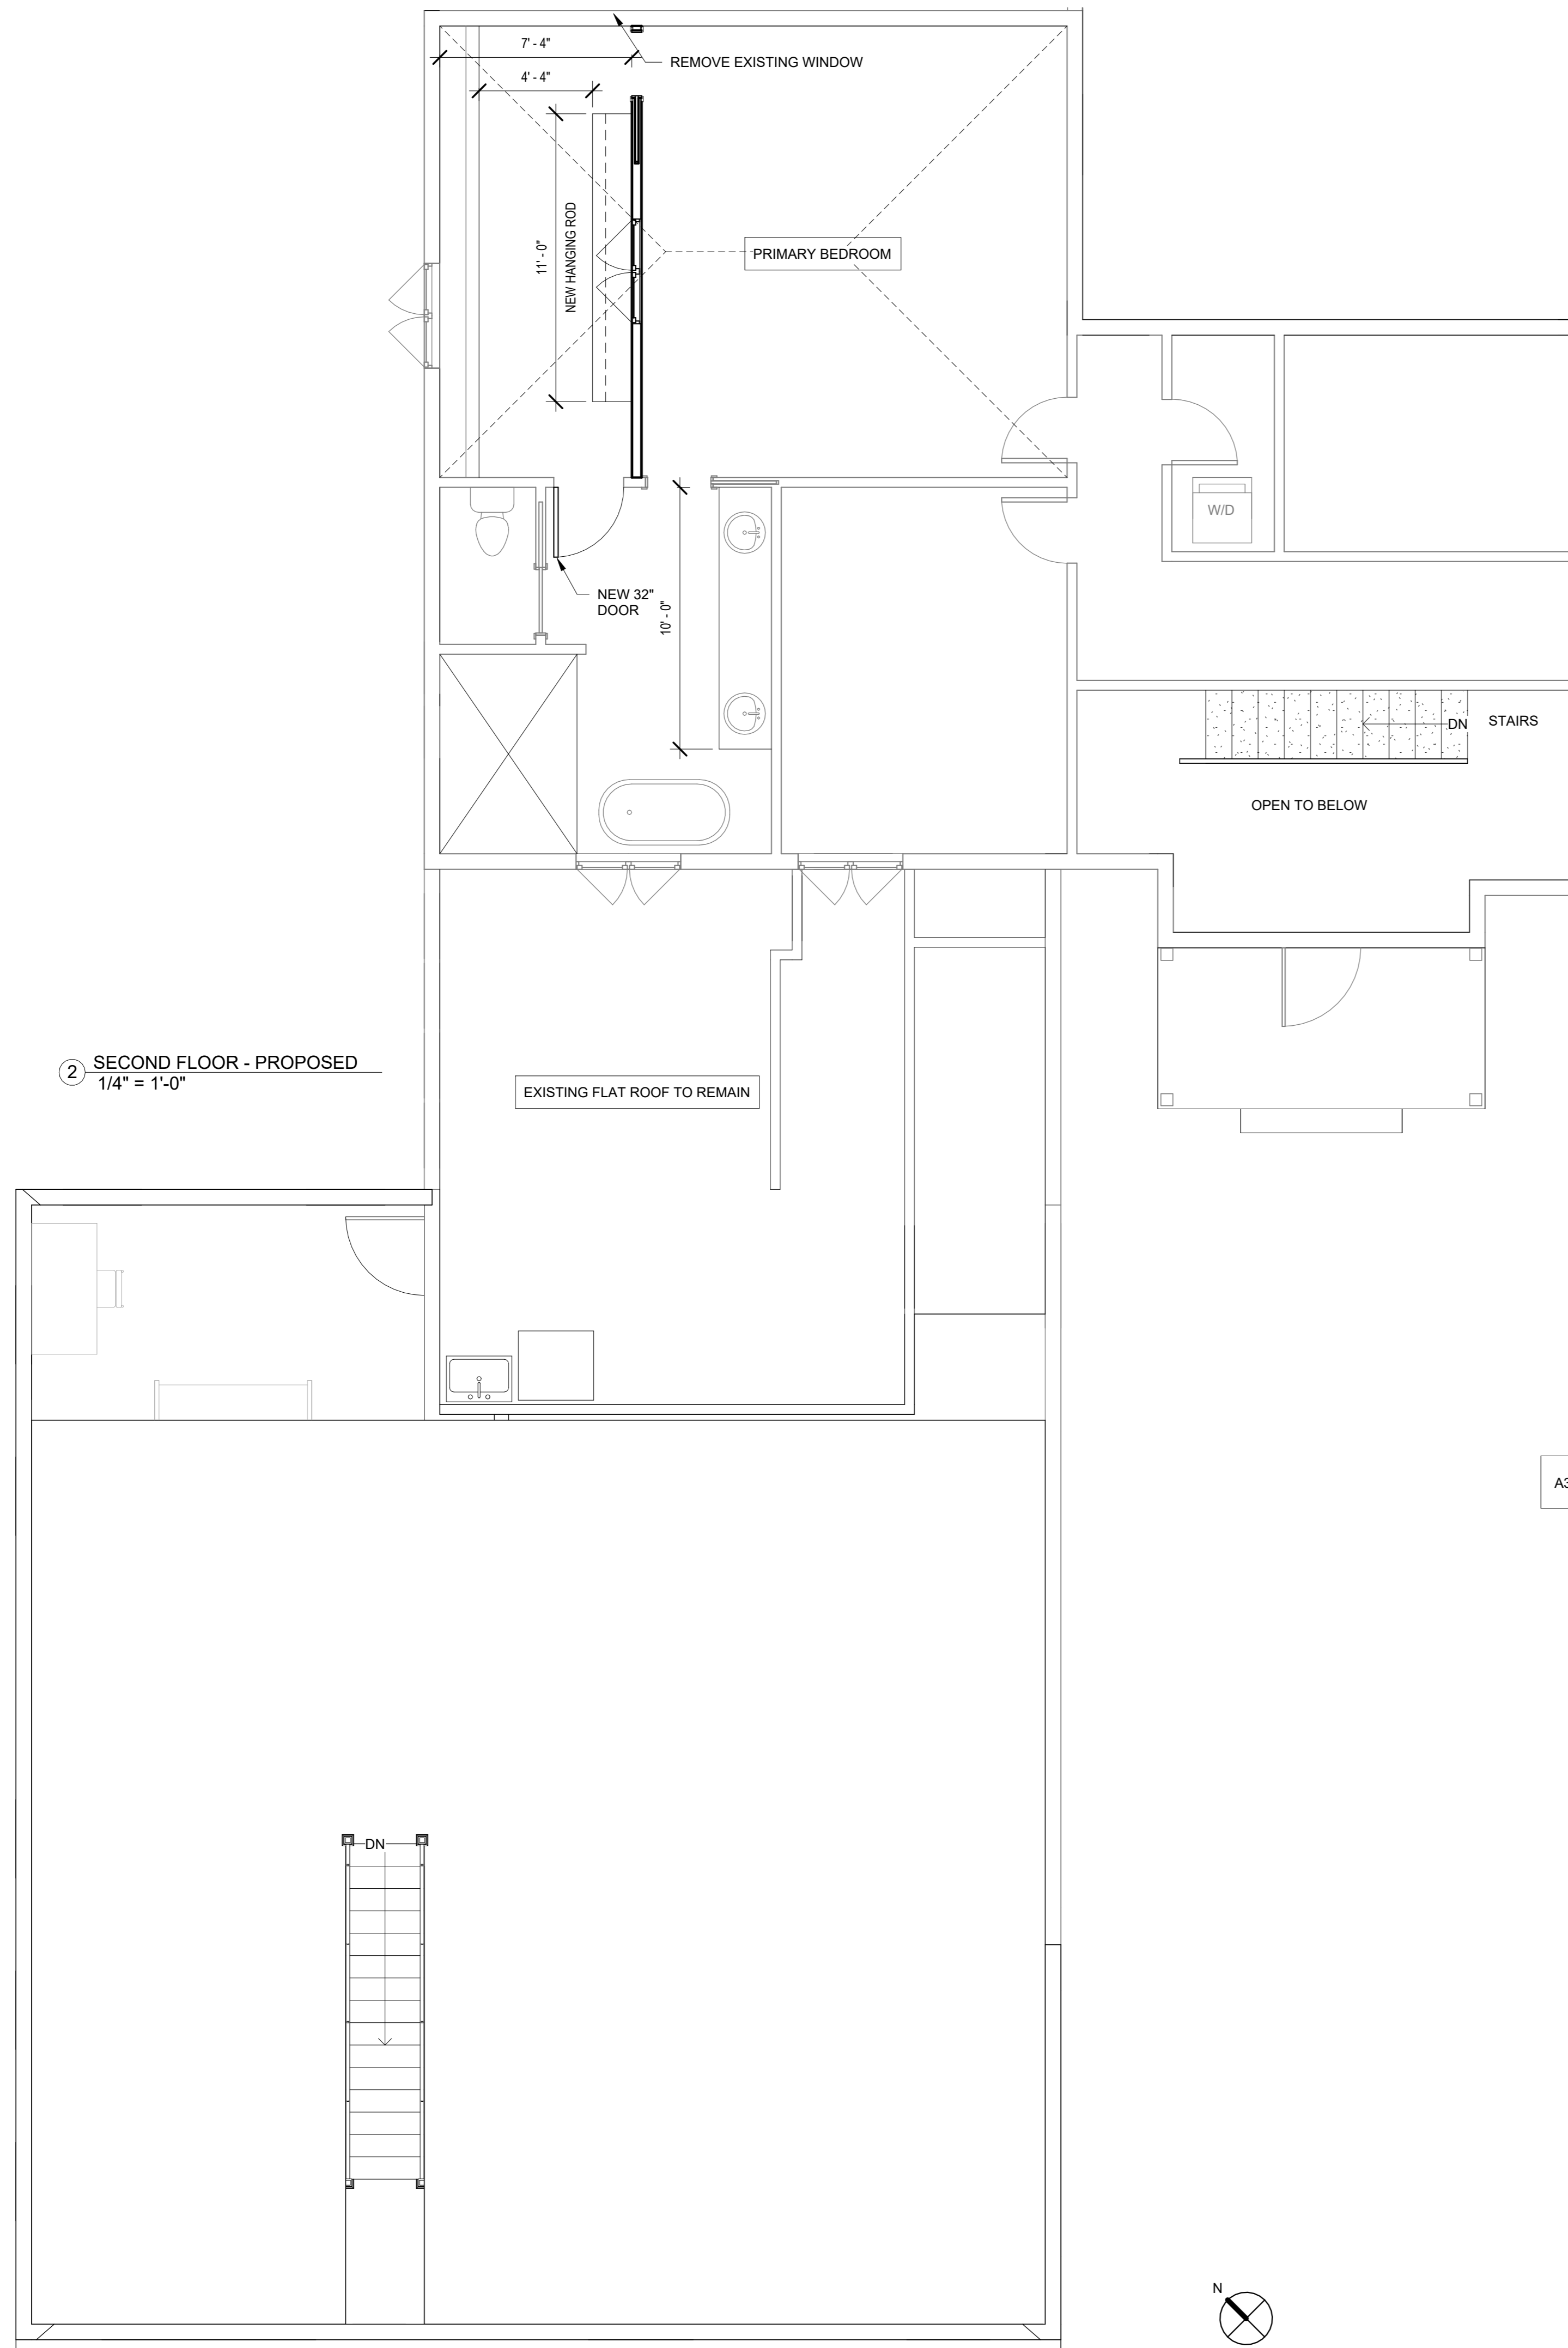 7' - 4"
REMOVE EXISTING WINDOW
4' - 4"
11' - 0"
NEW HANGING ROD
PRIMARY BEDROOM
W/D
NEW 32"
DOOR
10' - 0"
DN
STAIRS
OPEN TO BELOW
2
SECOND FLOOR - PROPOSED
1/4" = 1'-0"
EXISTING FLAT ROOF TO REMAIN
DN
N